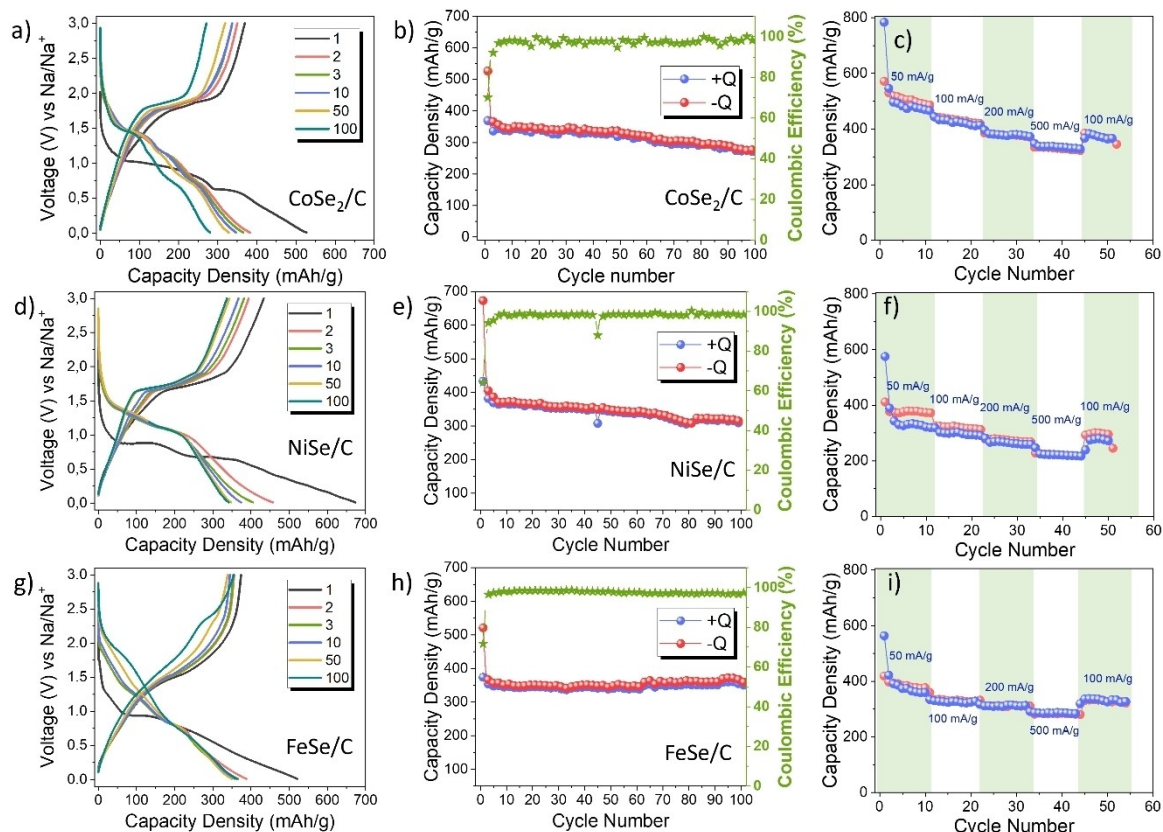 a)
3.0
2.5
2.0
1.5
1.0
0.5
0.0
Voltage (V) vs Na/Na⁺
1
2
3
10
50
100
CoSe₂/C
0 100 200 300 400 500 600 700
Capacity Density (mAh/g)
b)
700
600
500
400
300
200
100
0
Capacity Density (mAh/g)
+Q
-Q
CoSe₂/C
100
80
60
40
20
0
Coulombic Efficiency (%)
0 10 20 30 40 50 60 70 80 90 100
Cycle number
c)
800
600
400
200
0
Capacity Density (mAh/g)
50 mA/g
100 mA/g
200 mA/g
500 mA/g
100 mA/g
0 10 20 30 40 50 60
Cycle Number
d)
3.0
2.5
2.0
1.5
1.0
0.5
0.0
Voltage (V) vs Na/Na⁺
1
2
3
10
50
100
NiSe/C
0 100 200 300 400 500 600 700
Capacity Density (mAh/g)
e)
700
600
500
400
300
200
100
Capacity Density (mAh/g)
+Q
-Q
NiSe/C
100
80
60
40
20
0
Coulombic Efficiency (%)
0 10 20 30 40 50 60 70 80 90 100
Cycle Number
f)
800
600
400
200
0
Capacity Density (mAh/g)
50 mA/g
100 mA/g
200 mA/g
500 mA/g
100 mA/g
0 10 20 30 40 50 60
Cycle Number
g)
3.0
2.5
2.0
1.5
1.0
0.5
0.0
Voltage (V) vs Na/Na⁺
1
2
3
10
50
100
FeSe/C
0 100 200 300 400 500 600 700
Capacity Density (mAh/g)
h)
700
600
500
400
300
200
100
Capacity Density (mAh/g)
+Q
-Q
FeSe/C
100
80
60
40
20
0
Coulombic Efficiency (%)
0 10 20 30 40 50 60 70 80 90 100
Cycle Number
i)
800
600
400
200
0
Capacity Density (mAh/g)
50 mA/g
100 mA/g
200 mA/g
500 mA/g
100 mA/g
0 10 20 30 40 50 60
Cycle Number